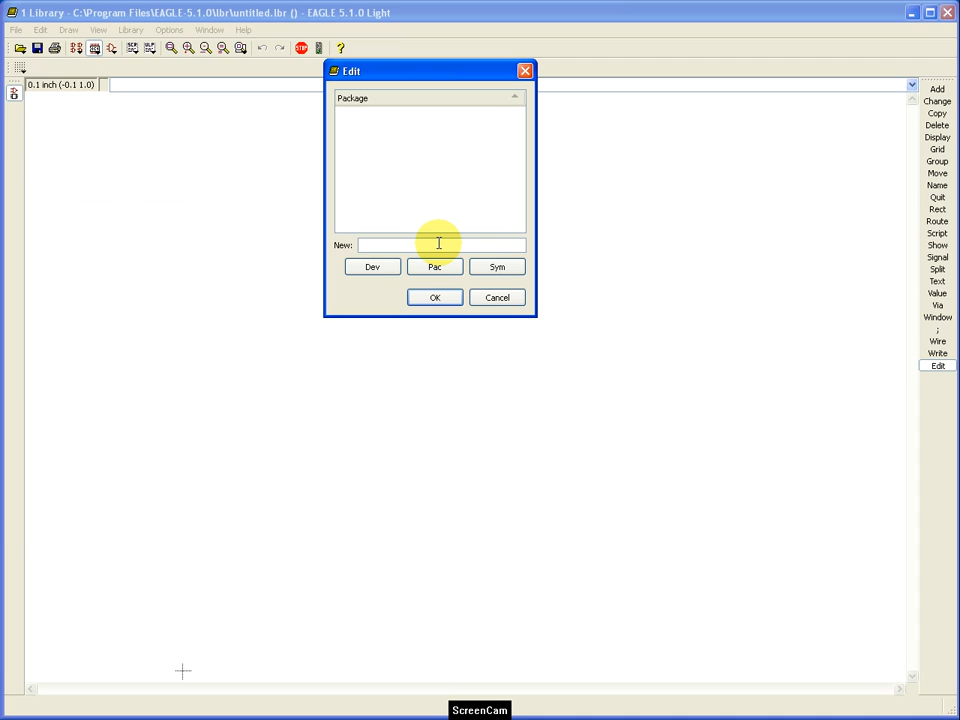 1 Library - C:\Program Files\EAGLE-5.1.0\lbr\untitled.lbr () - EAGLE 5.1.0 Light
File Edit Draw View Library Options Window Help
Edit
0.1 inch (-0.1 1.0)
Package
New:
Dev Pac Sym
OK Cancel
Add
Change
Copy
Delete
Display
Grid
Group
Move
Name
Quit
Rect
Route
Script
Show
Signal
Split
Text
Value
Via
Window
;
Wire
Write
Edit
ScreenCam